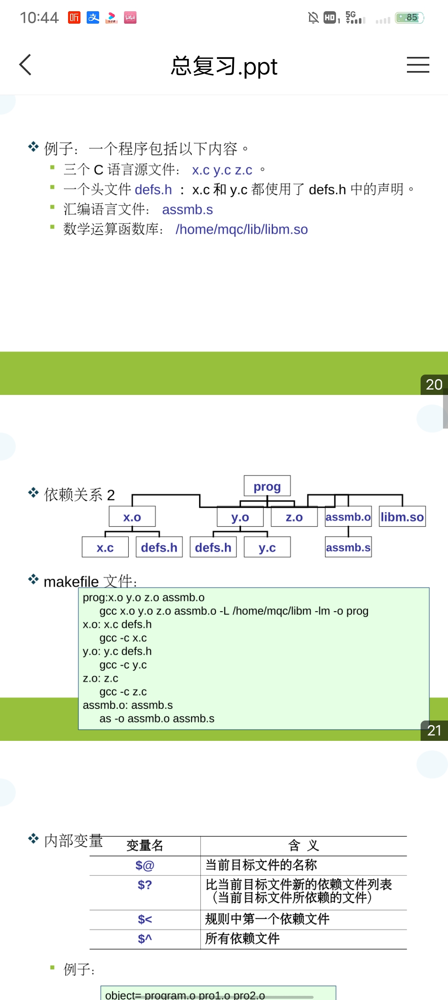 10:44 听 支 HD 1 5G 85
总复习.ppt
例子: 一个程序包括以下内容。
三个 C 语言源文件: x.c y.c z.c 。
一个头文件 defs.h : x.c 和 y.c 都使用了 defs.h 中的声明。
汇编语言文件: assmb.s
数学运算函数库: /home/mqc/lib/libm.so
20
依赖关系 2
prog
x.o y.o z.o assmb.o libm.so
x.c defs.h defs.h y.c assmb.s
makefile 文件:
prog:x.o y.o z.o assmb.o
gcc x.o y.o z.o assmb.o -L /home/mqc/libm -lm -o prog
x.o: x.c defs.h
gcc -c x.c
y.o: y.c defs.h
gcc -c y.c
z.o: z.c
gcc -c z.c
assmb.o: assmb.s
as -o assmb.o assmb.s
21
内部变量
变量名 含 义
$@ 当前目标文件的名称
$? 比当前目标文件新的依赖文件列表
(当前目标文件所依赖的文件)
$< 规则中第一个依赖文件
$^ 所有依赖文件
例子:
object= program.o pro1.o pro2.o